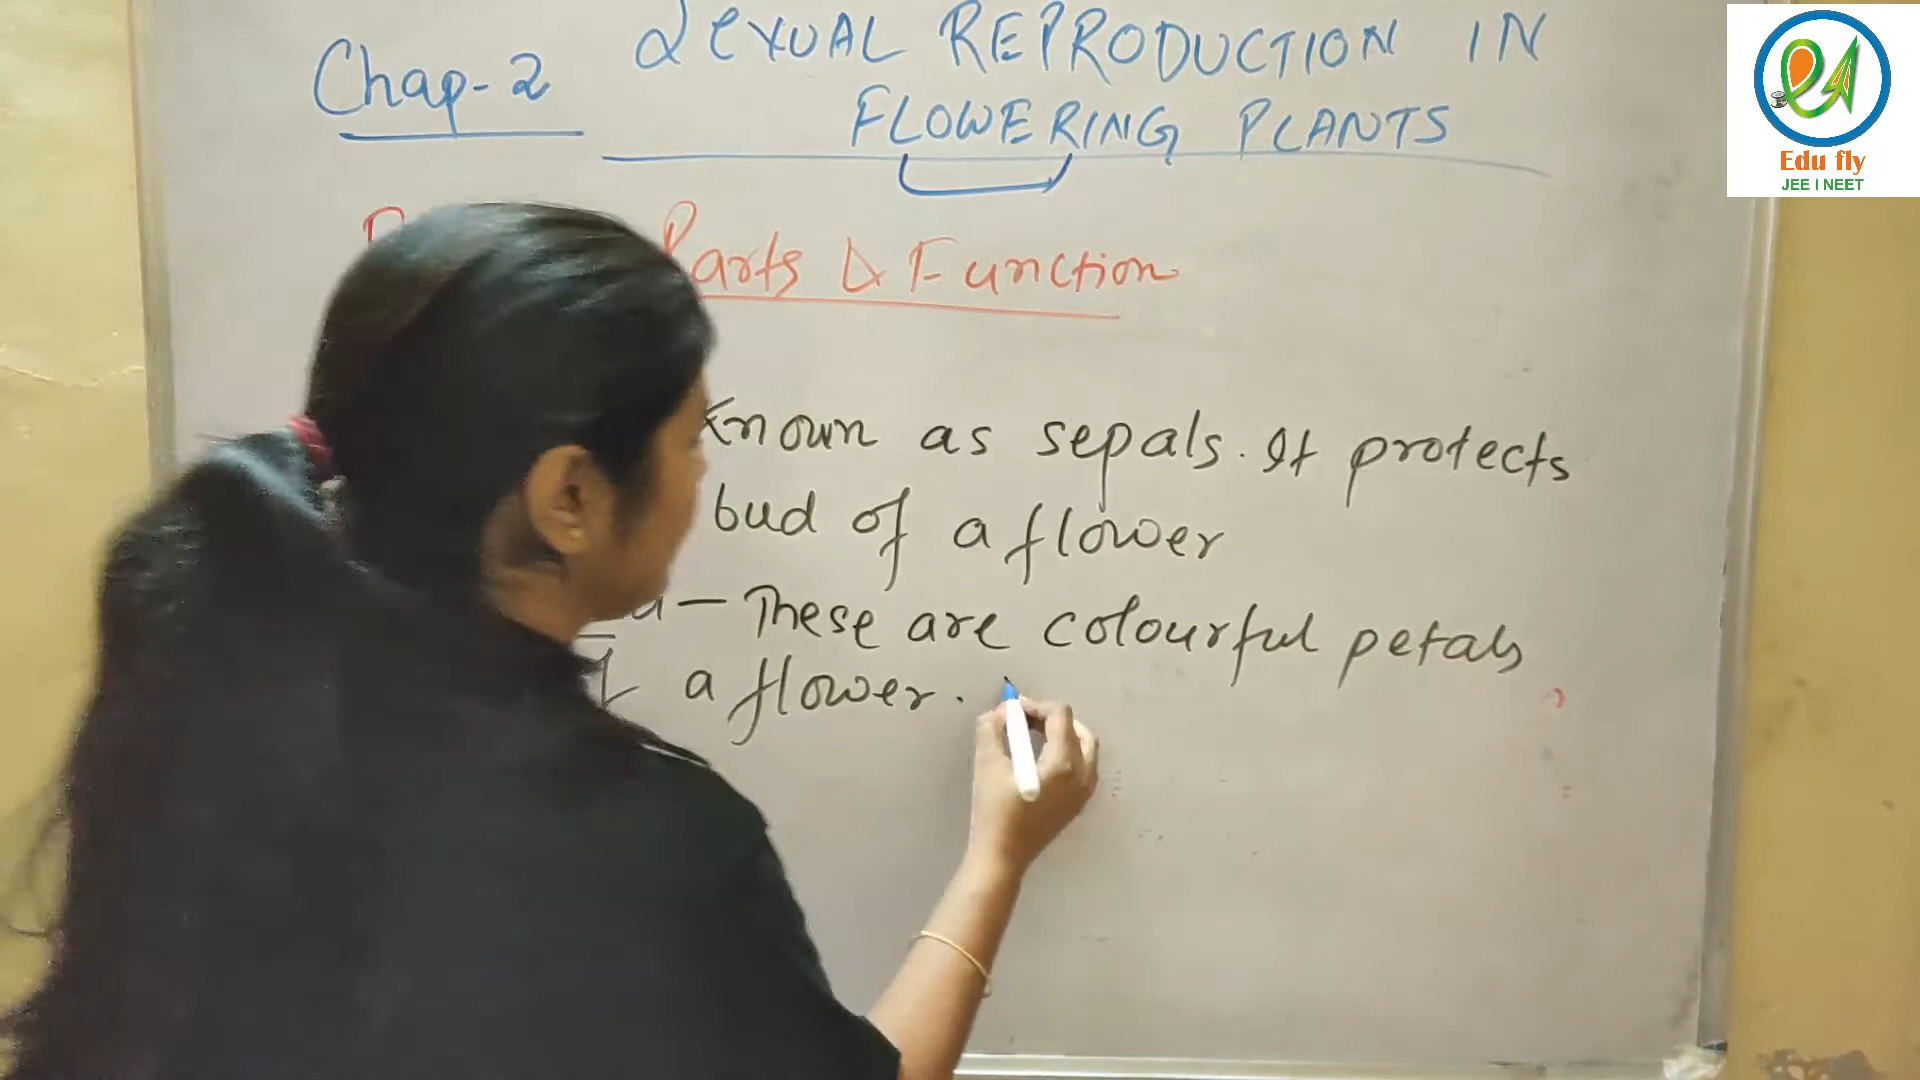 Chap-2
SEXUAL REPRODUCTION IN
FLOWERING PLANTS
Parts & Function
Known as sepals. It protects
bud of a flower
- These are colourful petals
a flower.
Edu fly
JEE I NEET